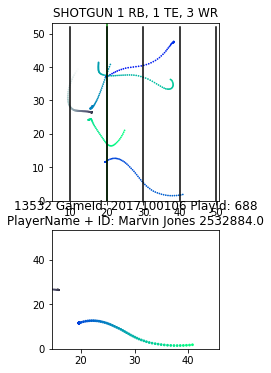 SHOTGUN 1 RB, 1 TE, 3 WR
50
40
30
20
10
0
10 20 30 40 50
13532 GameId: 2017100106 PlayId: 688
PlayerName + ID: Marvin Jones 2532884.0
40
20
0
20 30 40